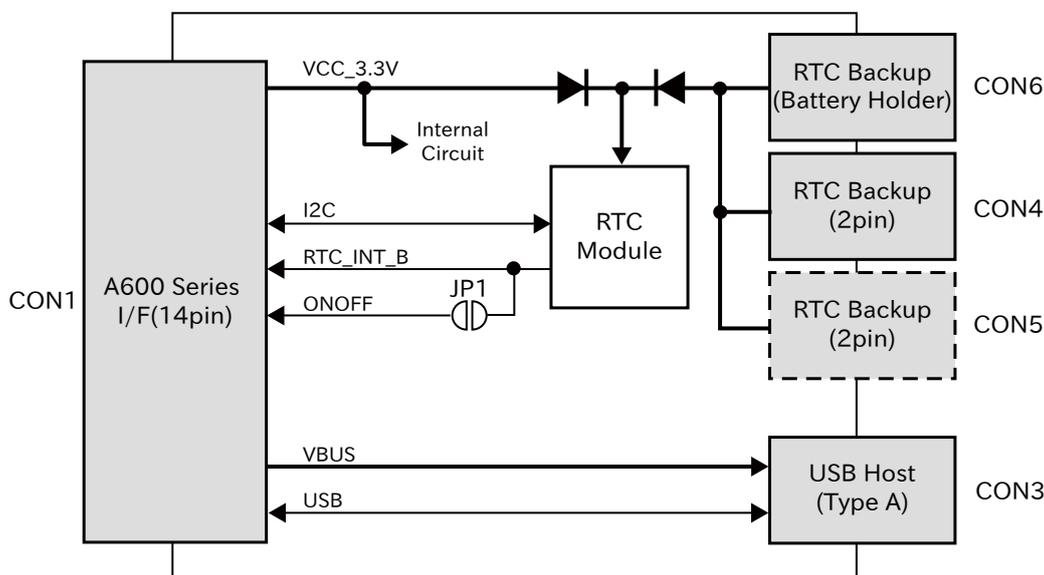 VCC_3.3V
RTC Backup
(Battery Holder)
CON6
Internal
Circuit
RTC Backup
(2pin)
CON4
I2C
RTC
Module
RTC_INT_B
A600 Series
I/F(14pin)
CON1
JP1
ONOFF
RTC Backup
(2pin)
CON5
VBUS
USB
USB Host
(Type A)
CON3